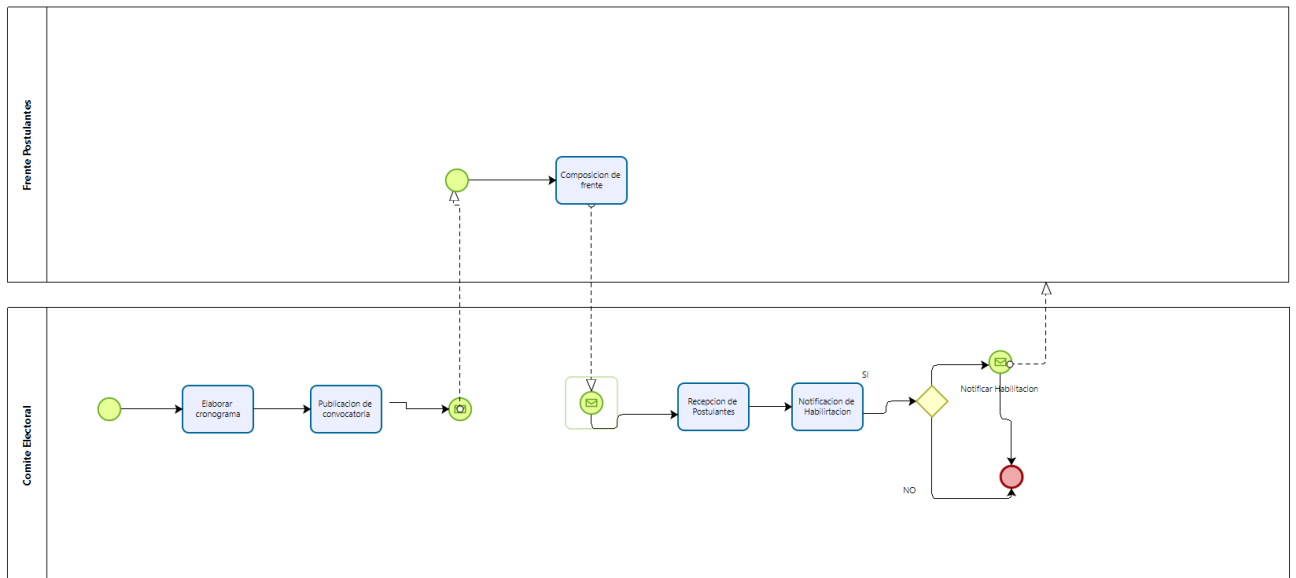 Frente Postulantes
Composicion de
frente
Comite Electoral
Elaborar
cronograma
Publicacion de
convocatoria
Recepcion de
Postulantes
Notificacion de
Habilirtacion
SI
NO
Notificar Habilitacion